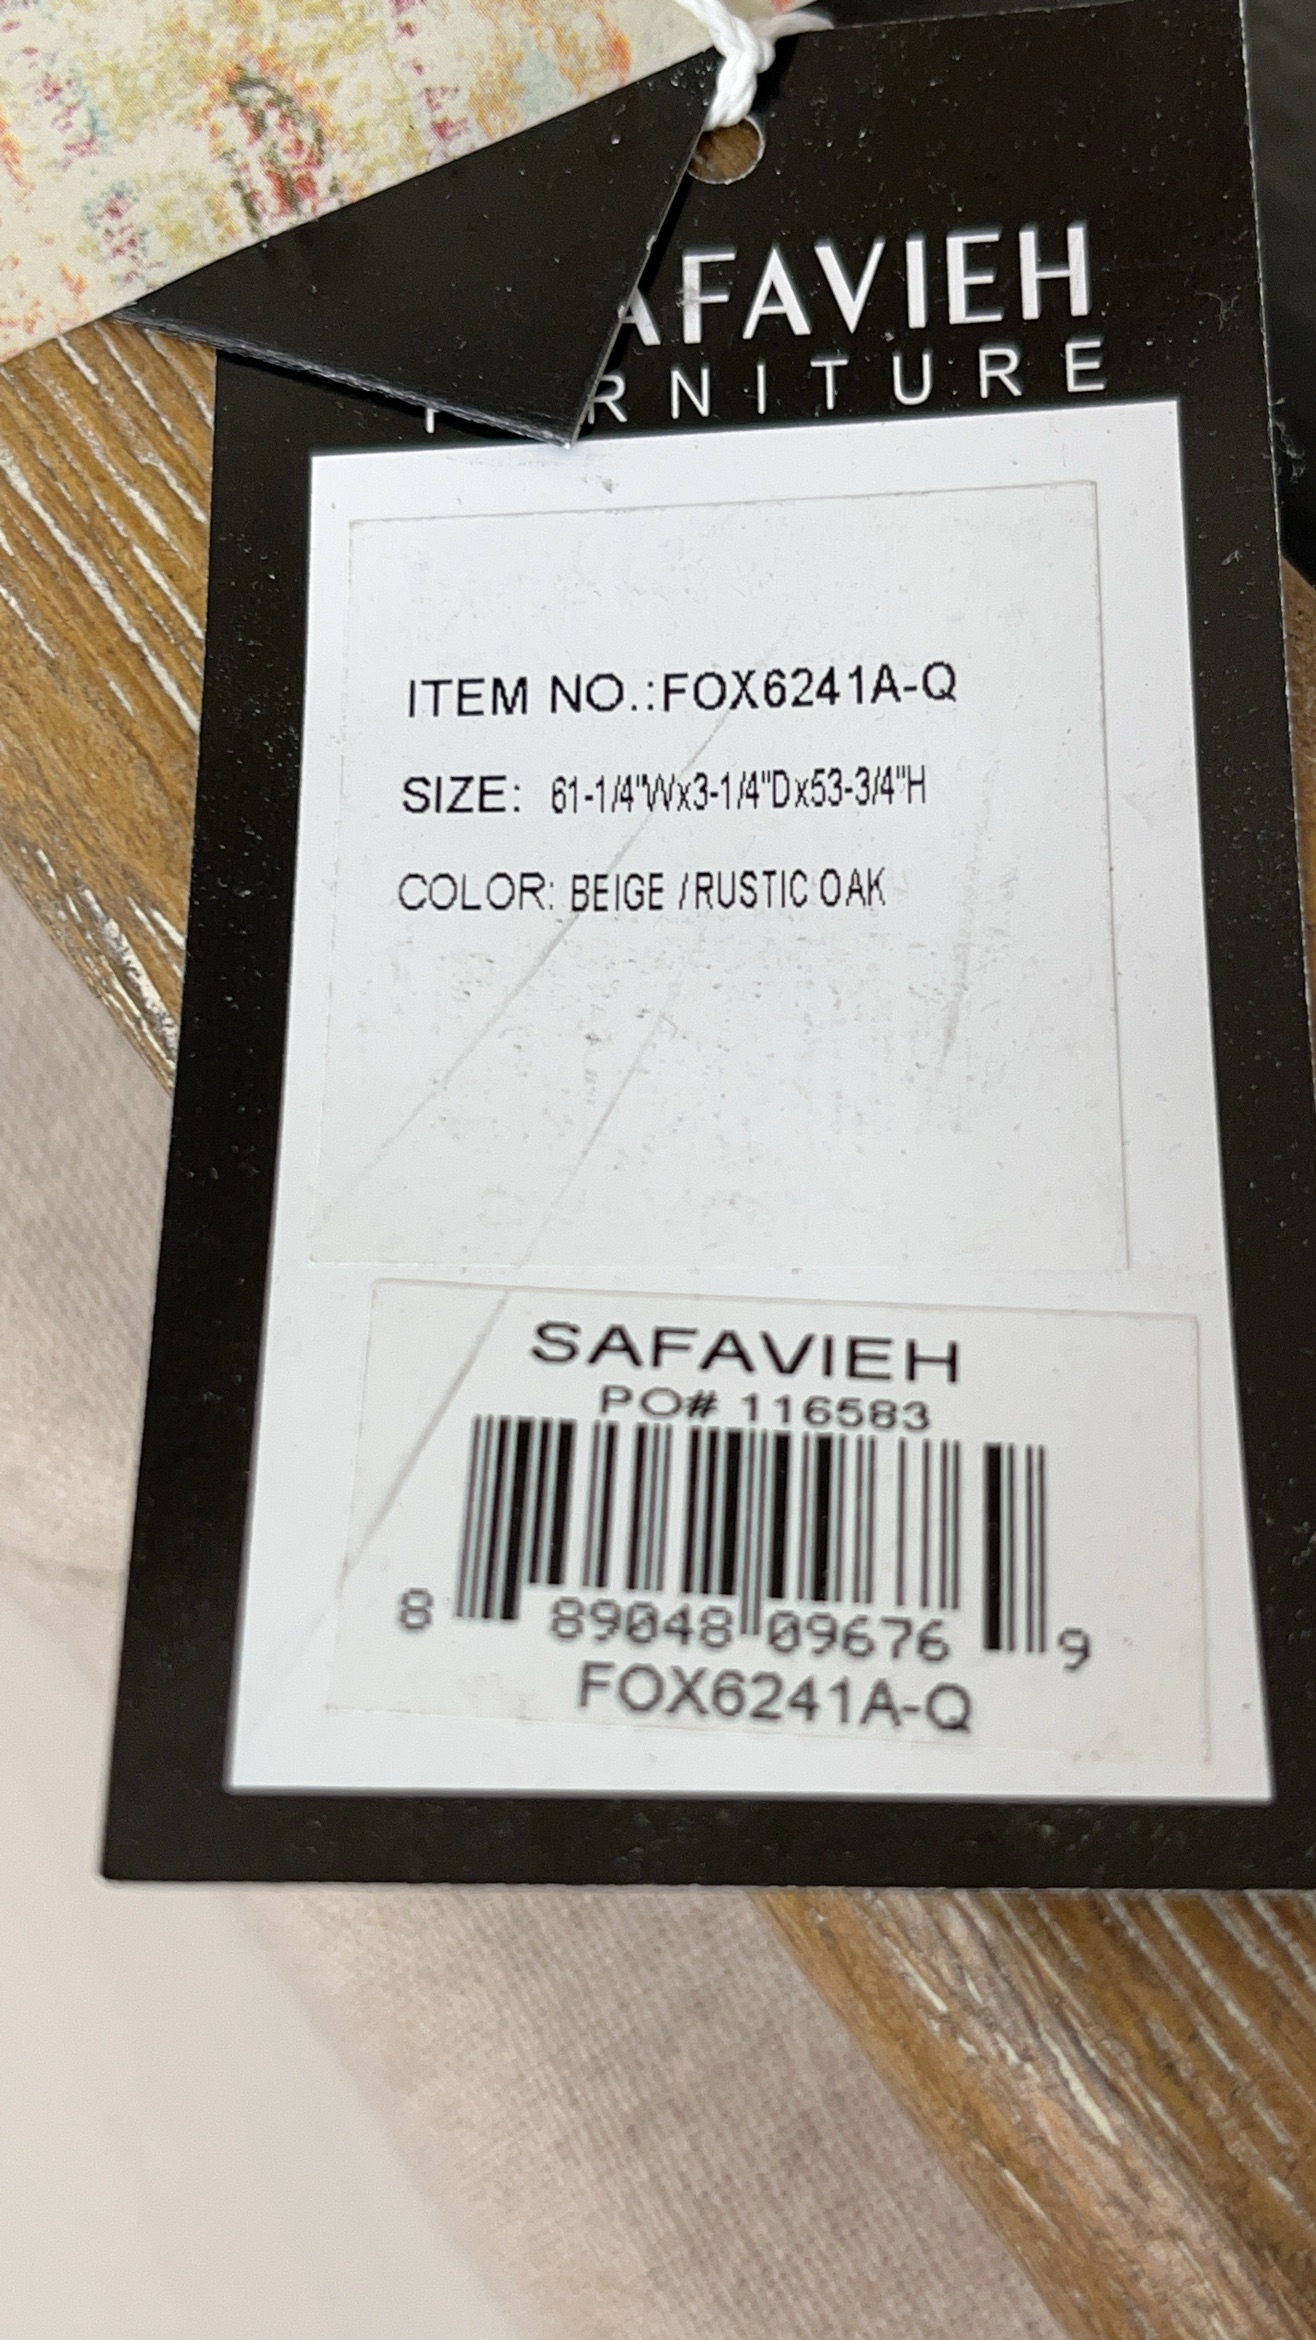 AFAVIEH
RNITURE
ITEM NO.:FOX6241A-Q
SIZE: 61-1/4"Wx3-1/4"Dx53-3/4"H
COLOR: BEIGE /RUSTIC OAK
SAFAVIEH
PO# 116583
8 89048 09676 9
FOX6241A-Q